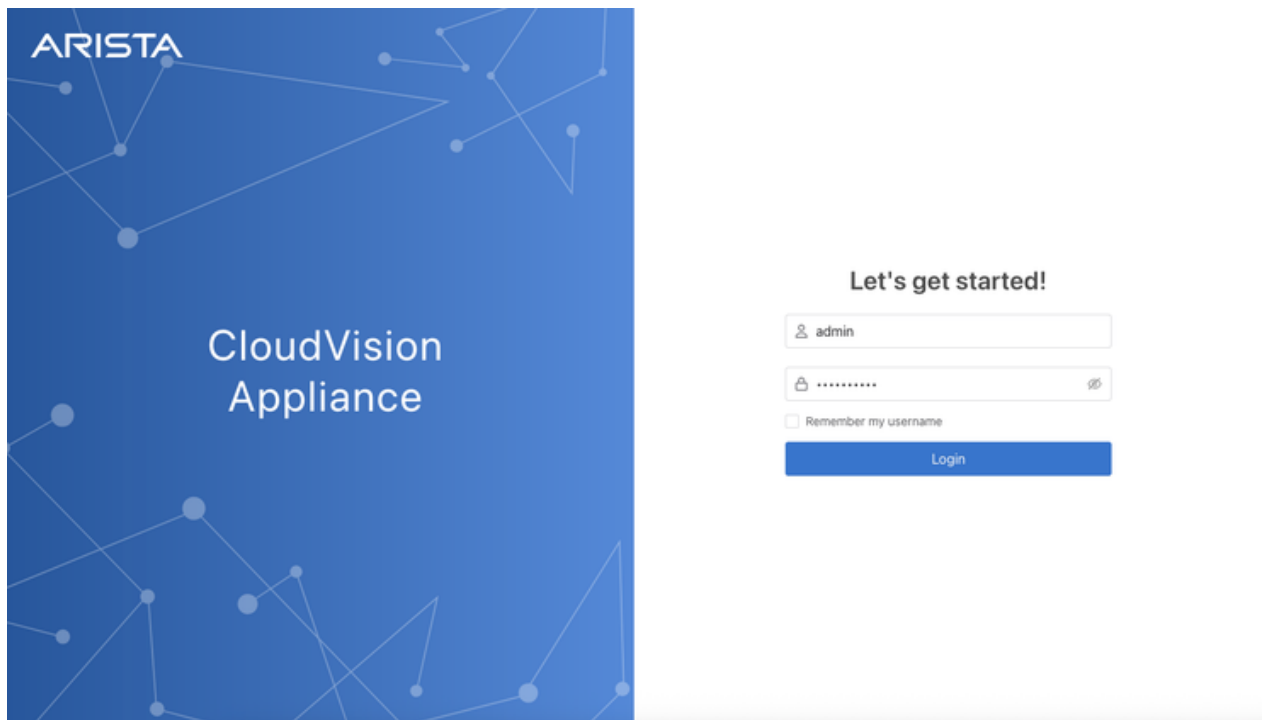 ARISTA
CloudVision
Appliance
Let's get started!
admin
••••••••••
Remember my username
Login